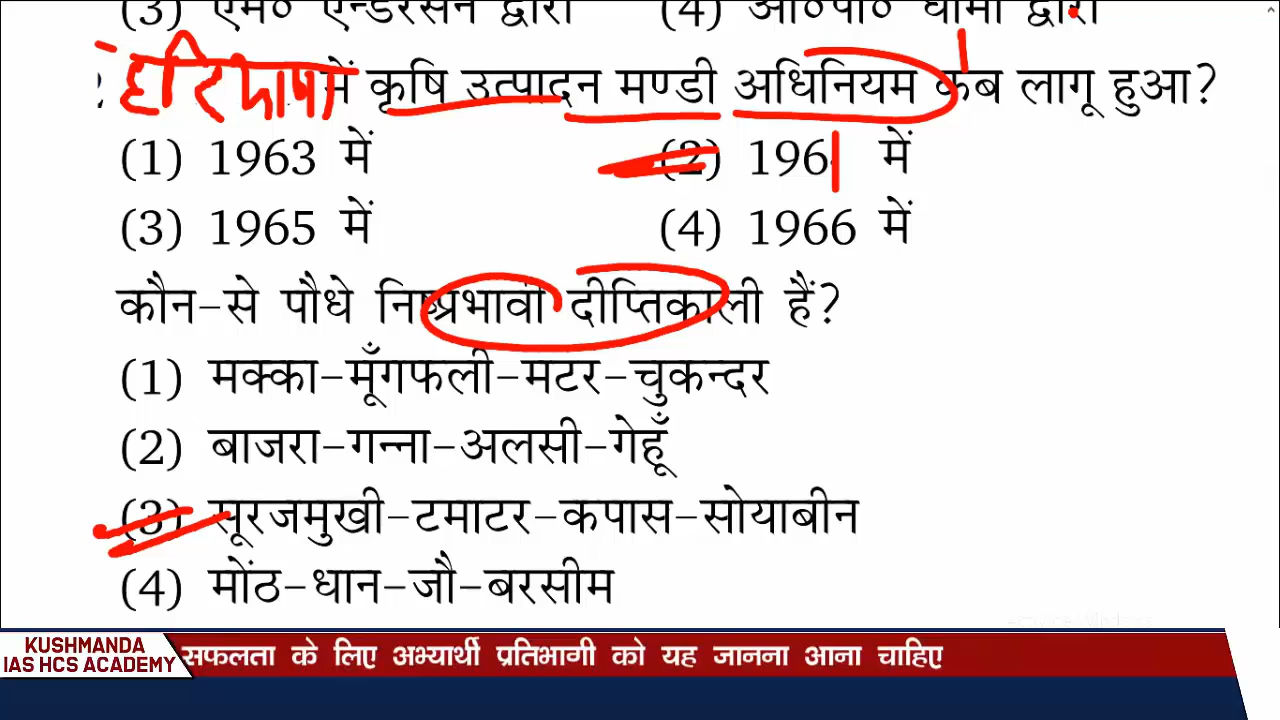 (3) एम० एन्डरसन द्वारा (4) ओ०पी० धामा द्वारा
हरियाणा में कृषि उत्पादन मण्डी अधिनियम कब लागू हुआ?
(1) 1963 में (2) 1961 में
(3) 1965 में (4) 1966 में
कौन-से पौधे निष्प्रभावी दीप्तिकाली हैं?
(1) मक्का-मूँगफली-मटर-चुकन्दर
(2) बाजरा-गन्ना-अलसी-गेहूँ
(3) सूरजमुखी-टमाटर-कपास-सोयाबीन
(4) मोंठ-धान-जौ-बरसीम
KUSHMANDA
IAS HCS ACADEMY
सफलता के लिए अभ्यार्थी प्रतिभागी को यह जानना आना चाहिए